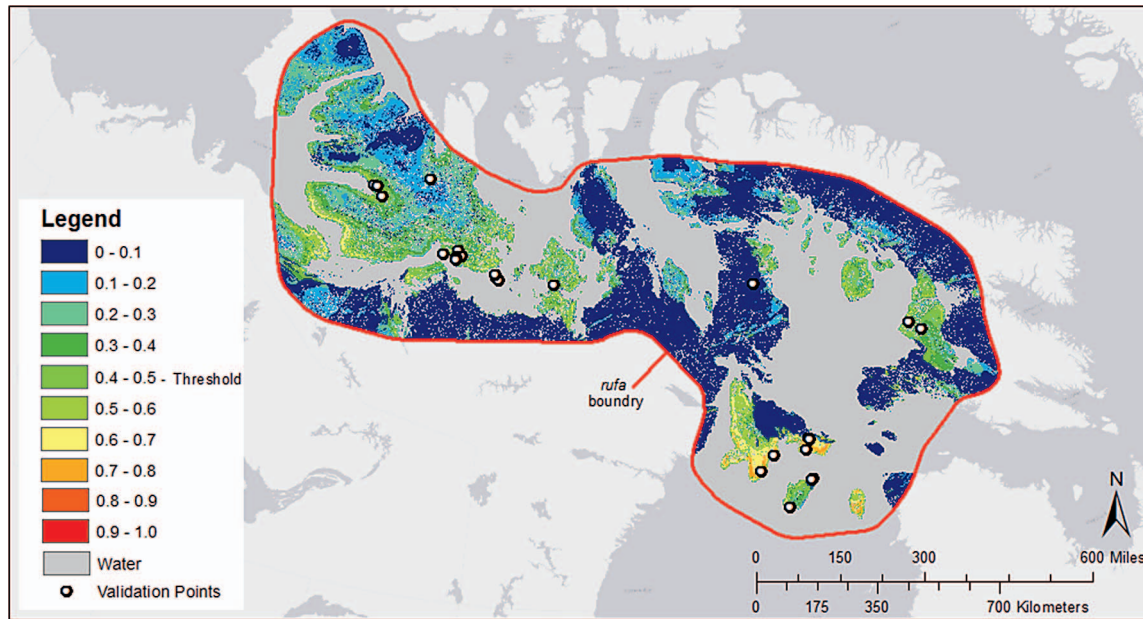 Legend
0 - 0.1
0.1 - 0.2
0.2 - 0.3
0.3 - 0.4
0.4 - 0.5 - Threshold
0.5 - 0.6
0.6 - 0.7
0.7 - 0.8
0.8 - 0.9
0.9 - 1.0
Water
Validation Points
rufa
boundry
N
0 150 300 600 Miles
0 175 350 700 Kilometers